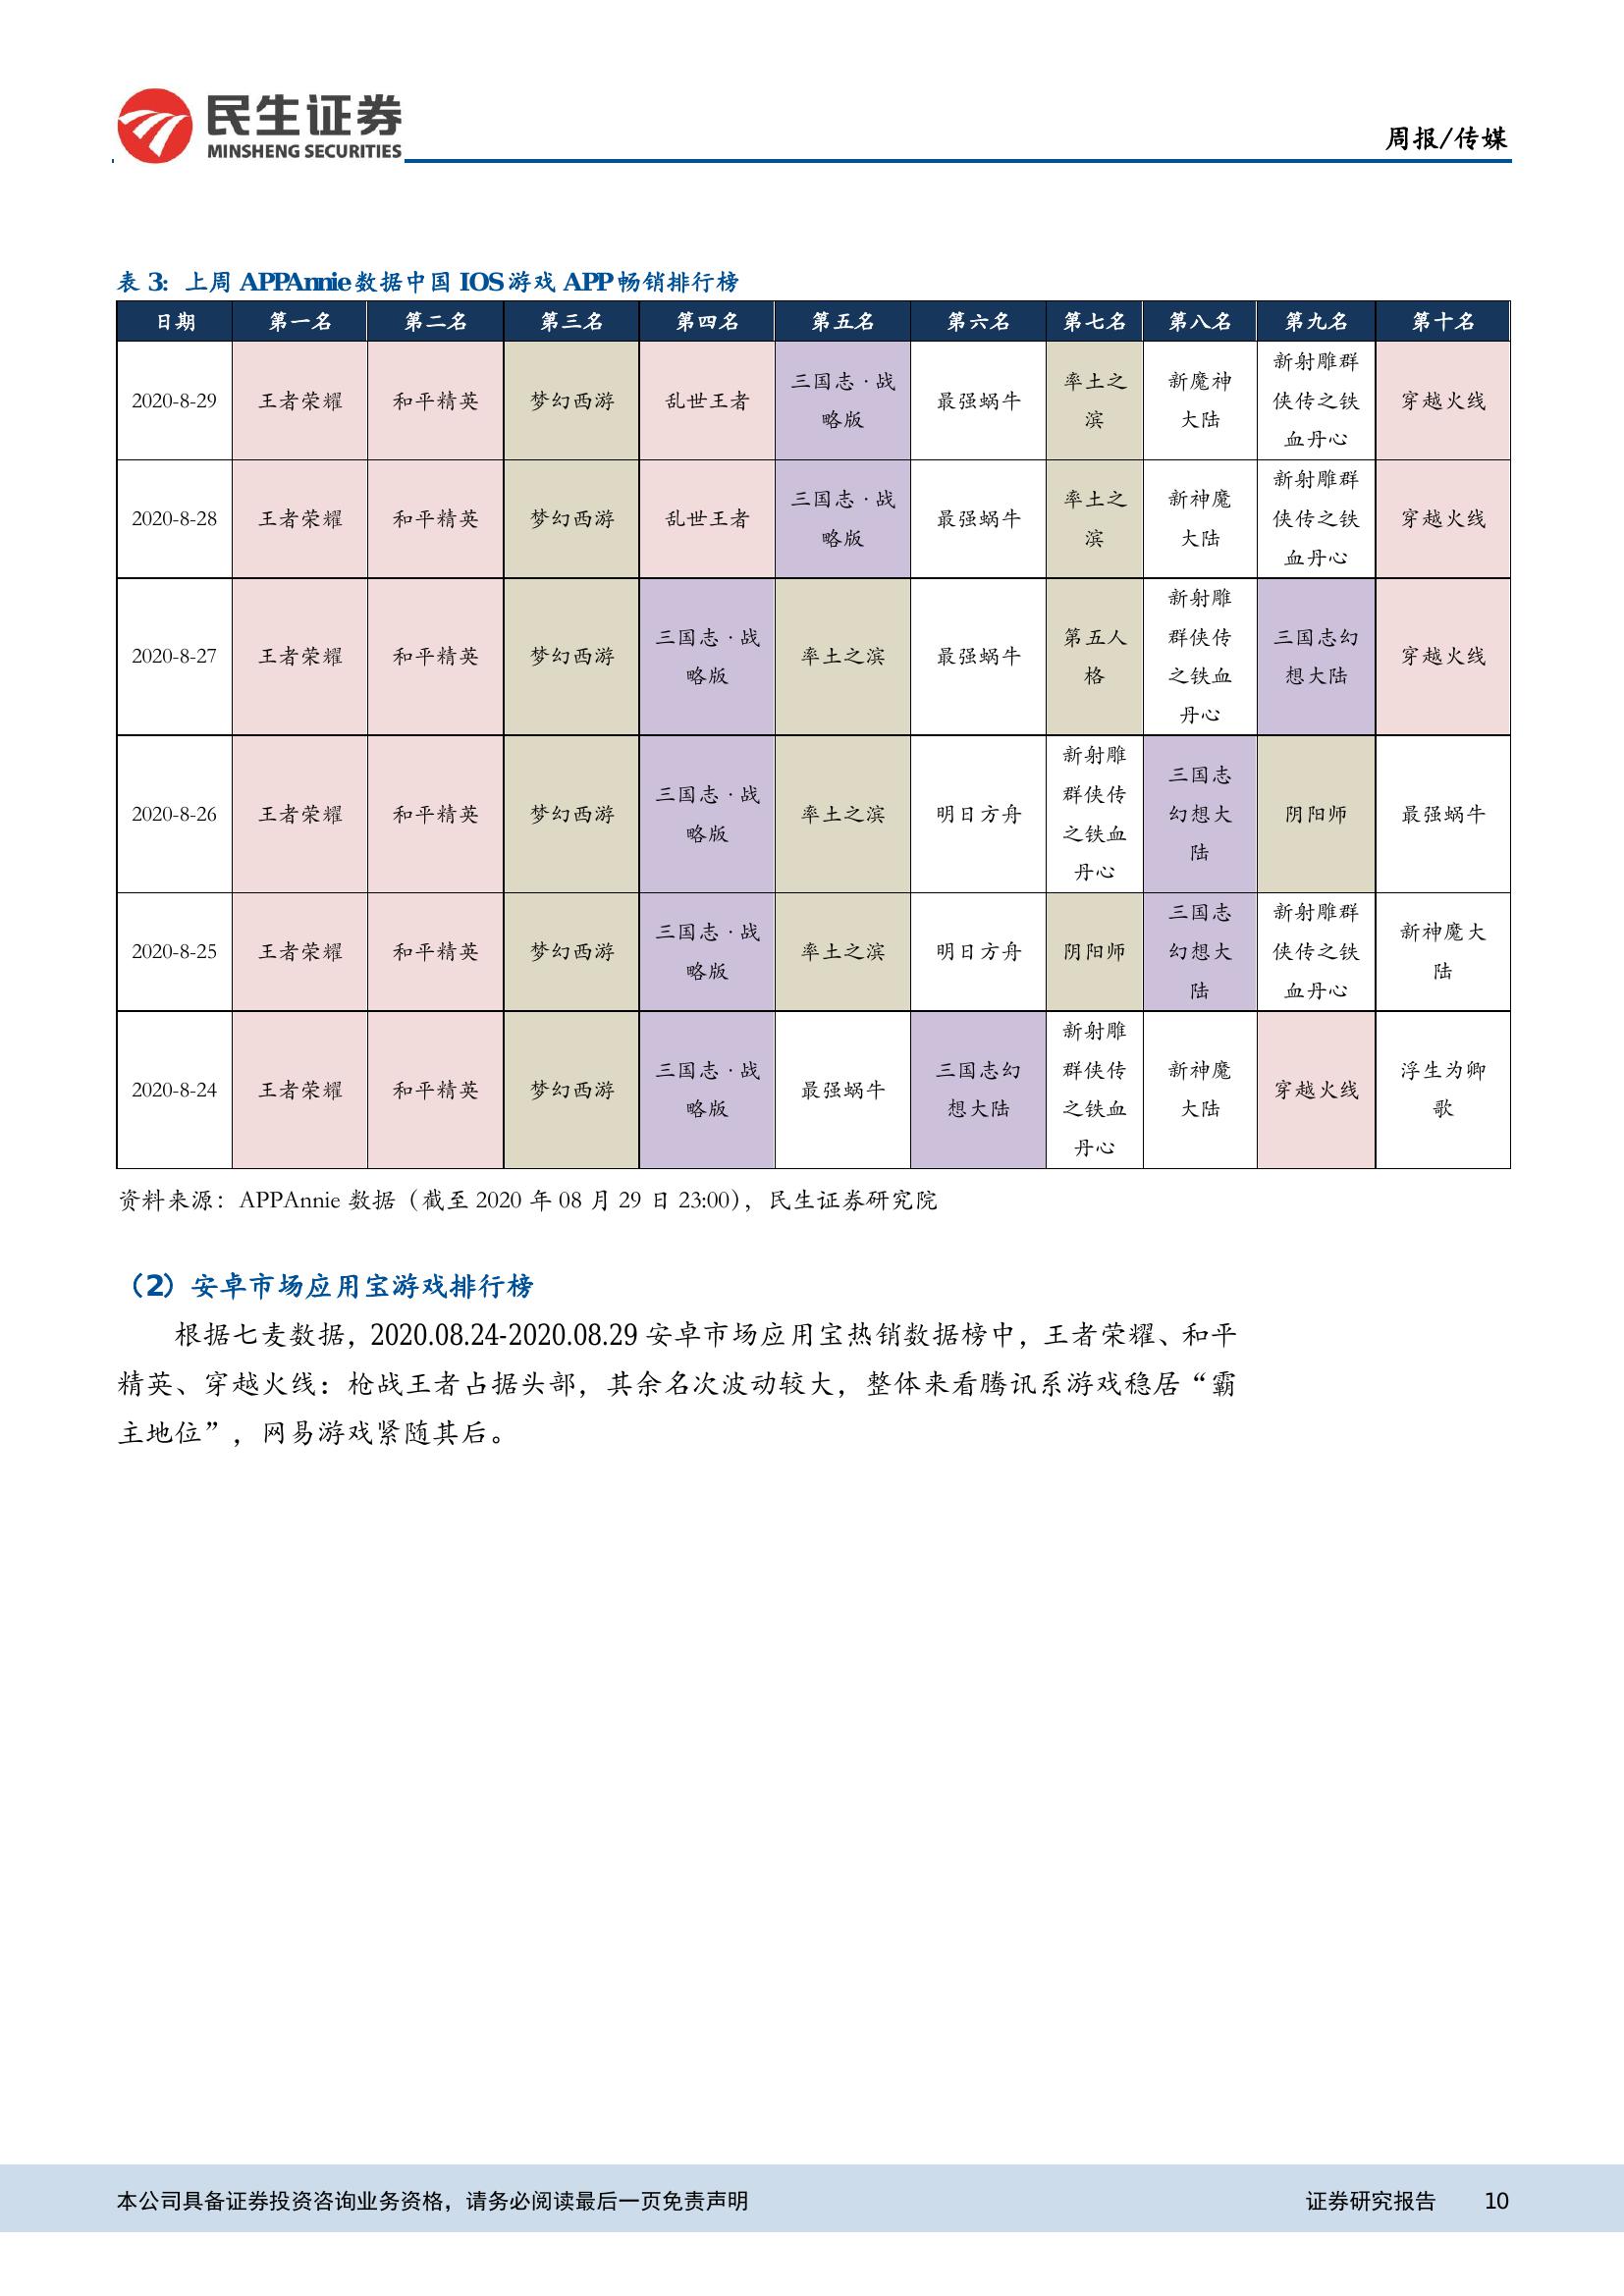 民生证券
MINSHENG SECURITIES
周报/传媒
表 3: 上周 APPAnnie 数据中国 IOS 游戏 APP 畅销排行榜
日期 第一名 第二名 第三名 第四名 第五名 第六名 第七名 第八名 第九名 第十名
2020-8-29 王者荣耀 和平精英 梦幻西游 乱世王者 三国志·战略版 最强蜗牛 率土之滨 新魔神大陆 新射雕群侠传之铁血丹心 穿越火线
2020-8-28 王者荣耀 和平精英 梦幻西游 乱世王者 三国志·战略版 最强蜗牛 率土之滨 新神魔大陆 新射雕群侠传之铁血丹心 穿越火线
2020-8-27 王者荣耀 和平精英 梦幻西游 三国志·战略版 率土之滨 最强蜗牛 第五人格 新射雕群侠传之铁血丹心 三国志幻想大陆 穿越火线
2020-8-26 王者荣耀 和平精英 梦幻西游 三国志·战略版 率土之滨 明日方舟 新射雕群侠传之铁血丹心 三国志幻想大陆 阴阳师 最强蜗牛
2020-8-25 王者荣耀 和平精英 梦幻西游 三国志·战略版 率土之滨 明日方舟 阴阳师 三国志幻想大陆 新射雕群侠传之铁血丹心 新神魔大陆
2020-8-24 王者荣耀 和平精英 梦幻西游 三国志·战略版 最强蜗牛 三国志幻想大陆 新射雕群侠传之铁血丹心 新神魔大陆 穿越火线 浮生为卿歌
资料来源：APPAnnie 数据（截至 2020 年 08 月 29 日 23:00），民生证券研究院
（2）安卓市场应用宝游戏排行榜
根据七麦数据，2020.08.24-2020.08.29 安卓市场应用宝热销数据榜中，王者荣耀、和平
精英、穿越火线：枪战王者占据头部，其余名次波动较大，整体来看腾讯系游戏稳居“霸
主地位”，网易游戏紧随其后。
本公司具备证券投资咨询业务资格，请务必阅读最后一页免责声明
证券研究报告 10